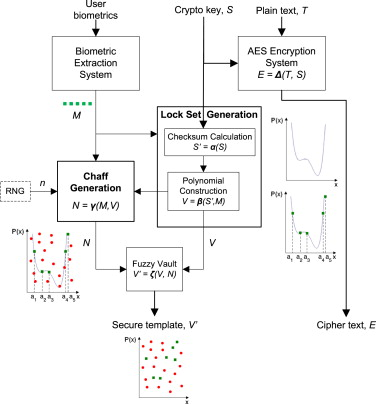 User
biometrics
Crypto key, S
Plain text, T
Biometric
Extraction
System
AES Encryption
System
E = Δ(T, S)
M
Lock Set Generation
Checksum Calculation
S' = α(S)
P(x)
x
Chaff
Generation
N = γ(M,V)
RNG
n
Polynomial
Construction
V = β(S',M)
P(x)
a1 a2 a3 a4 a5 x
P(x)
a1 a2 a3 a4 a5 x
N
V
Fuzzy Vault
V' = ζ(V, N)
Secure template, V'
Cipher text, E
P(x)
x